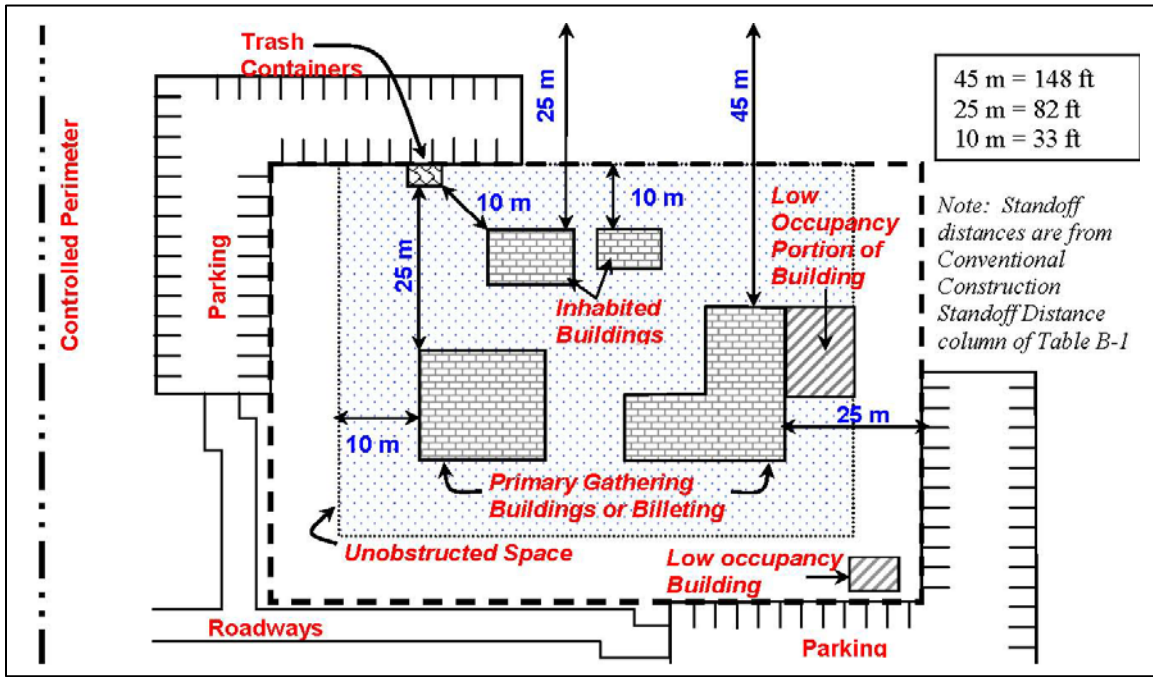 Trash
Containers
25 m
45 m
45 m = 148 ft
25 m = 82 ft
10 m = 33 ft
Controlled Perimeter
Parking
10 m
10 m
Low
Occupancy
Portion of
Building
Note: Standoff
distances are from
Conventional
Construction
Standoff Distance
column of Table B-1
25 m
Inhabited
Buildings
10 m
25 m
Primary Gathering
Buildings or Billeting
Unobstructed Space
Low occupancy
Building
Roadways
Parking